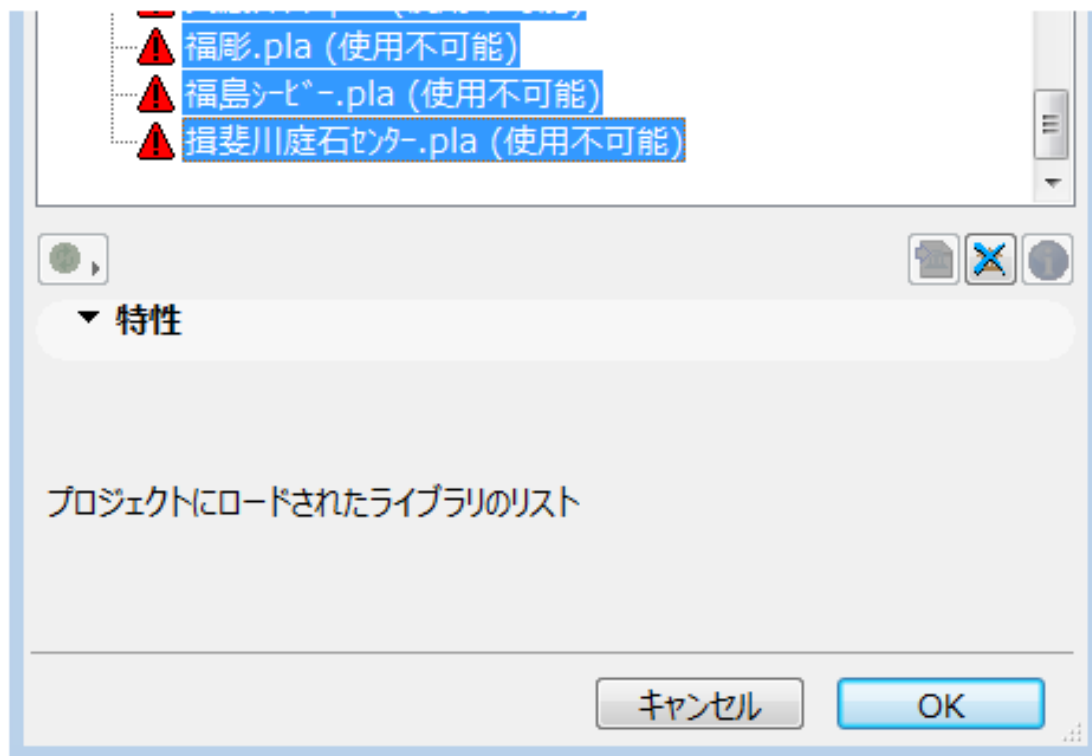 福彫.pla (使用不可能)
福島ｼｰﾋﾞｰ.pla (使用不可能)
揖斐川庭石ｾﾝﾀｰ.pla (使用不可能)
特性
プロジェクトにロードされたライブラリのリスト
キャンセル
OK